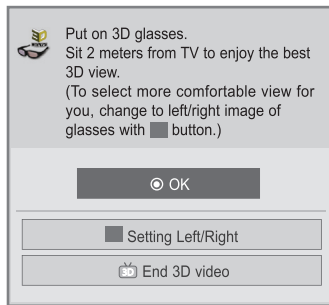 3D
Put on 3D glasses.
Sit 2 meters from TV to enjoy the best
3D view.
(To select more comfortable view for
you, change to left/right image of
glasses with button.)
OK
Setting Left/Right
3D End 3D video